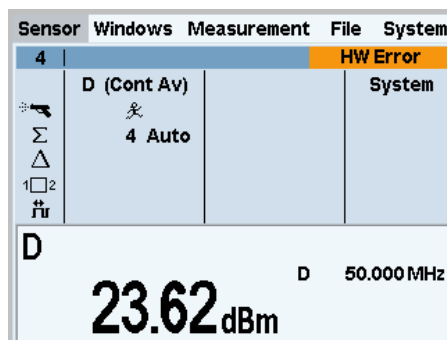 Sensor Windows Measurement File System
4 HW Error
D (Cont Av) System
4 Auto
Σ
Δ
1 2
D
D 50.000 MHz
23.62 dBm